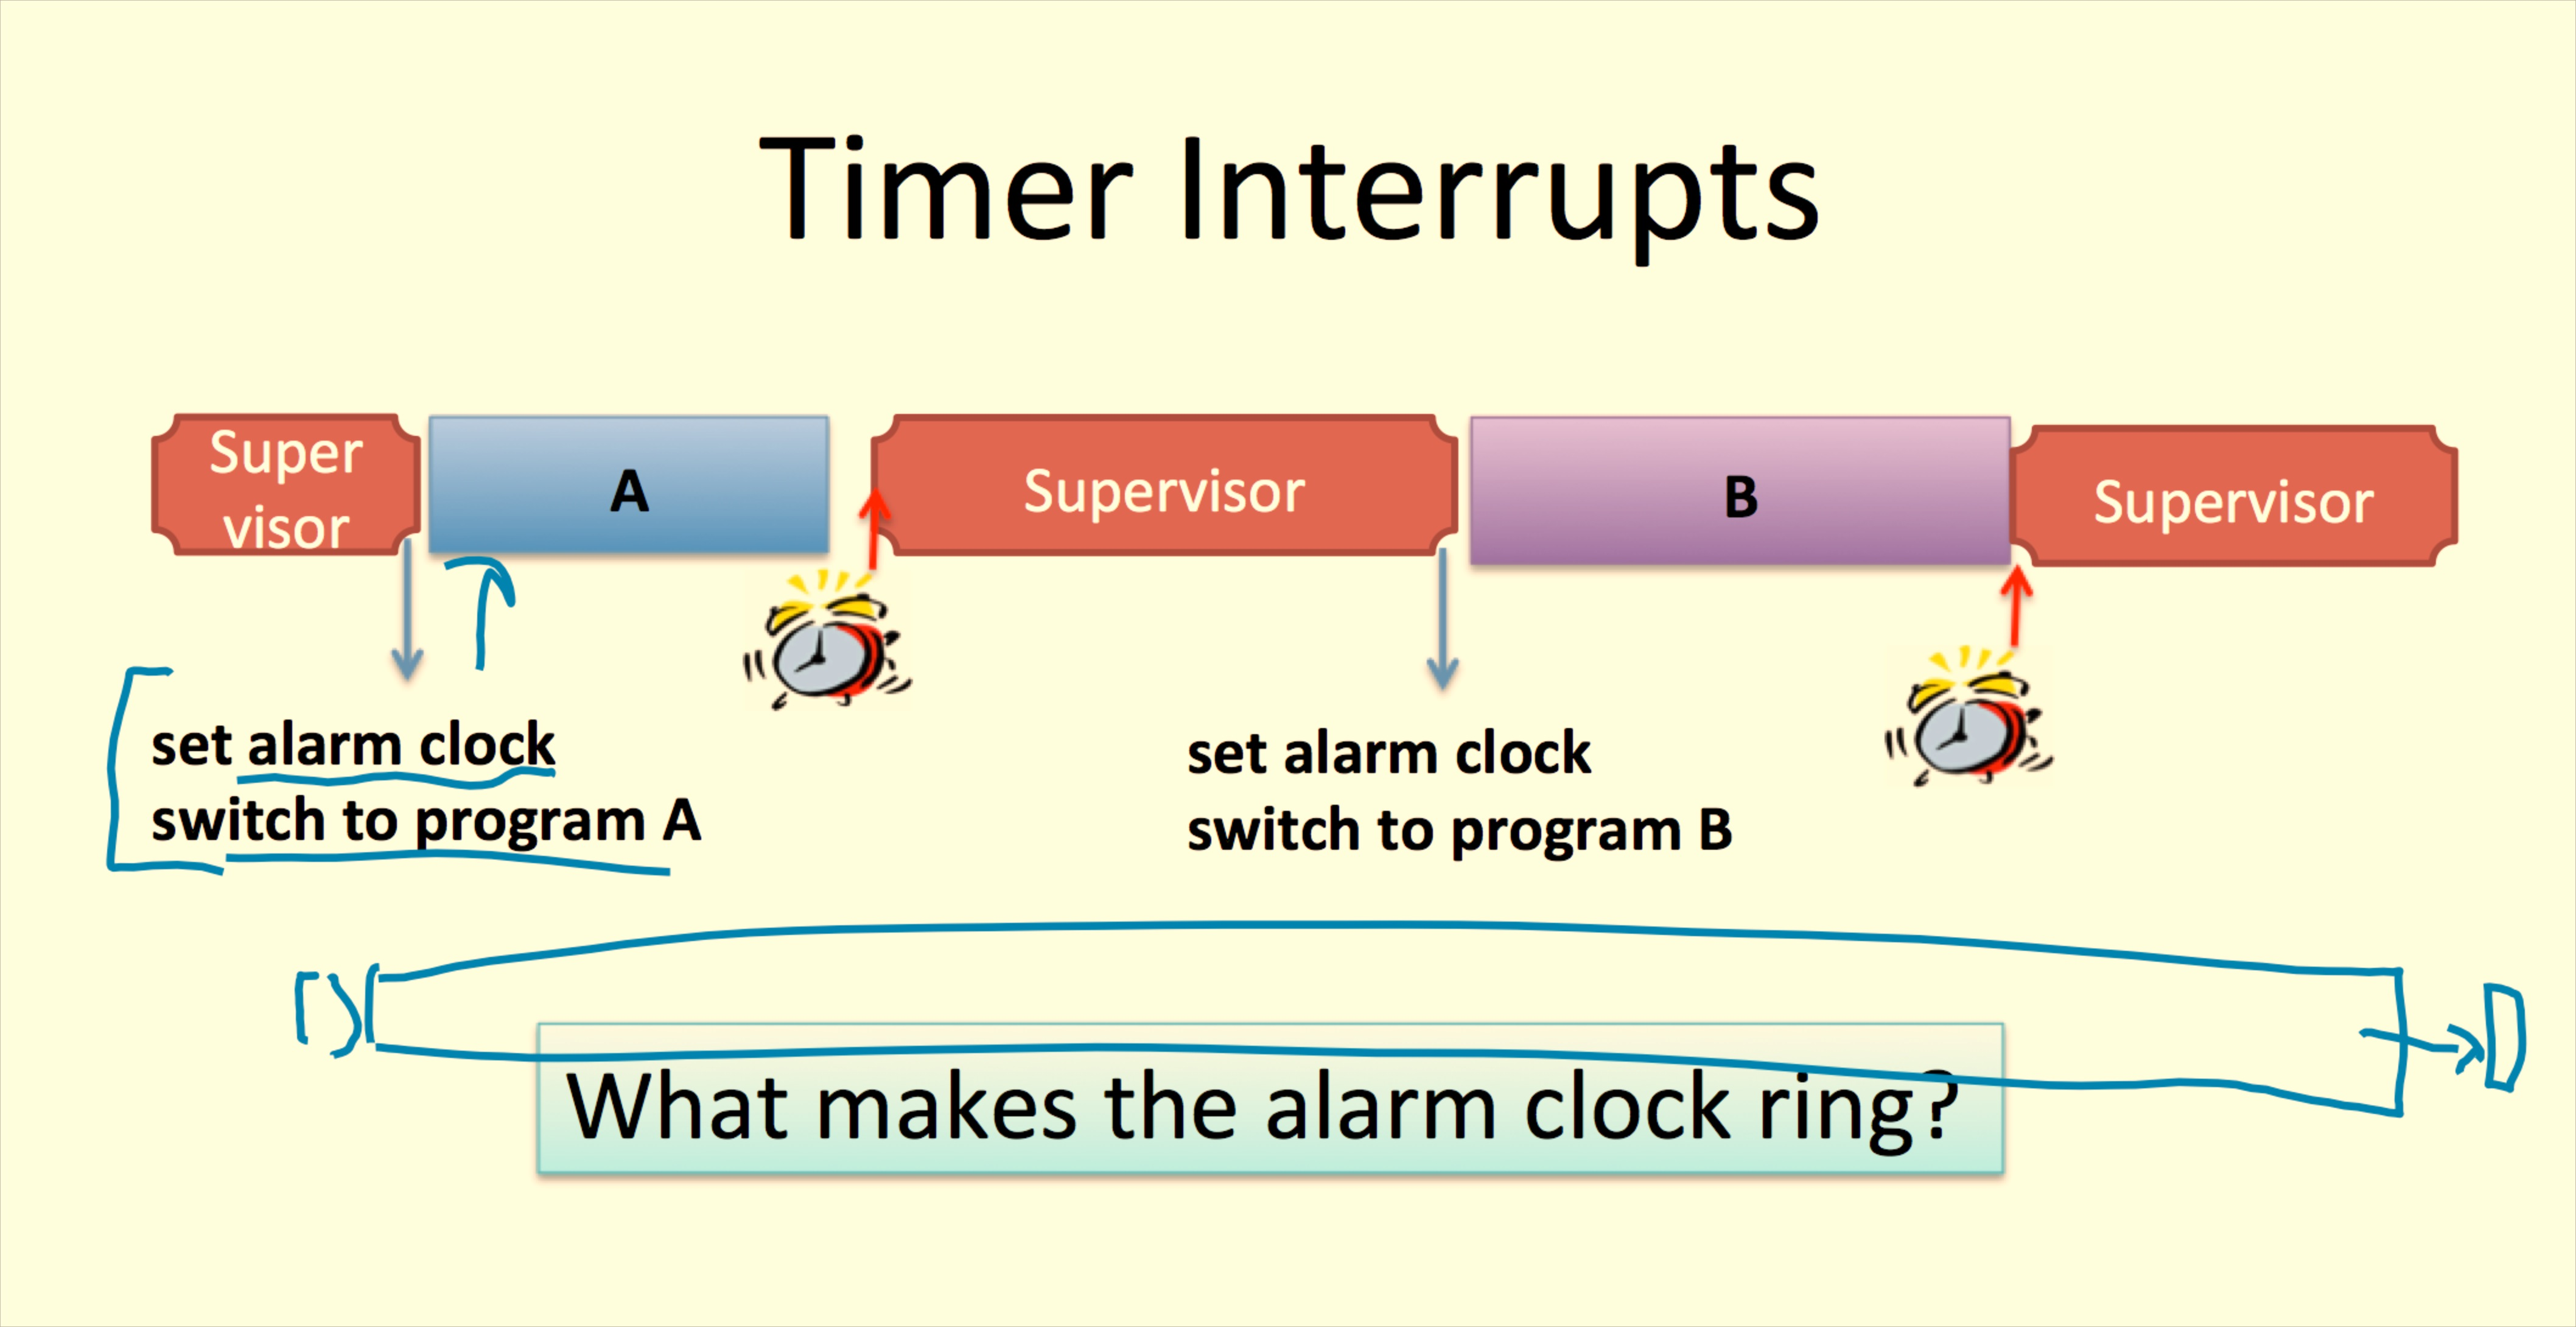 Timer Interrupts
Super
visor
A
Supervisor
B
Supervisor
set alarm clock
switch to program A
set alarm clock
switch to program B
What makes the alarm clock ring?